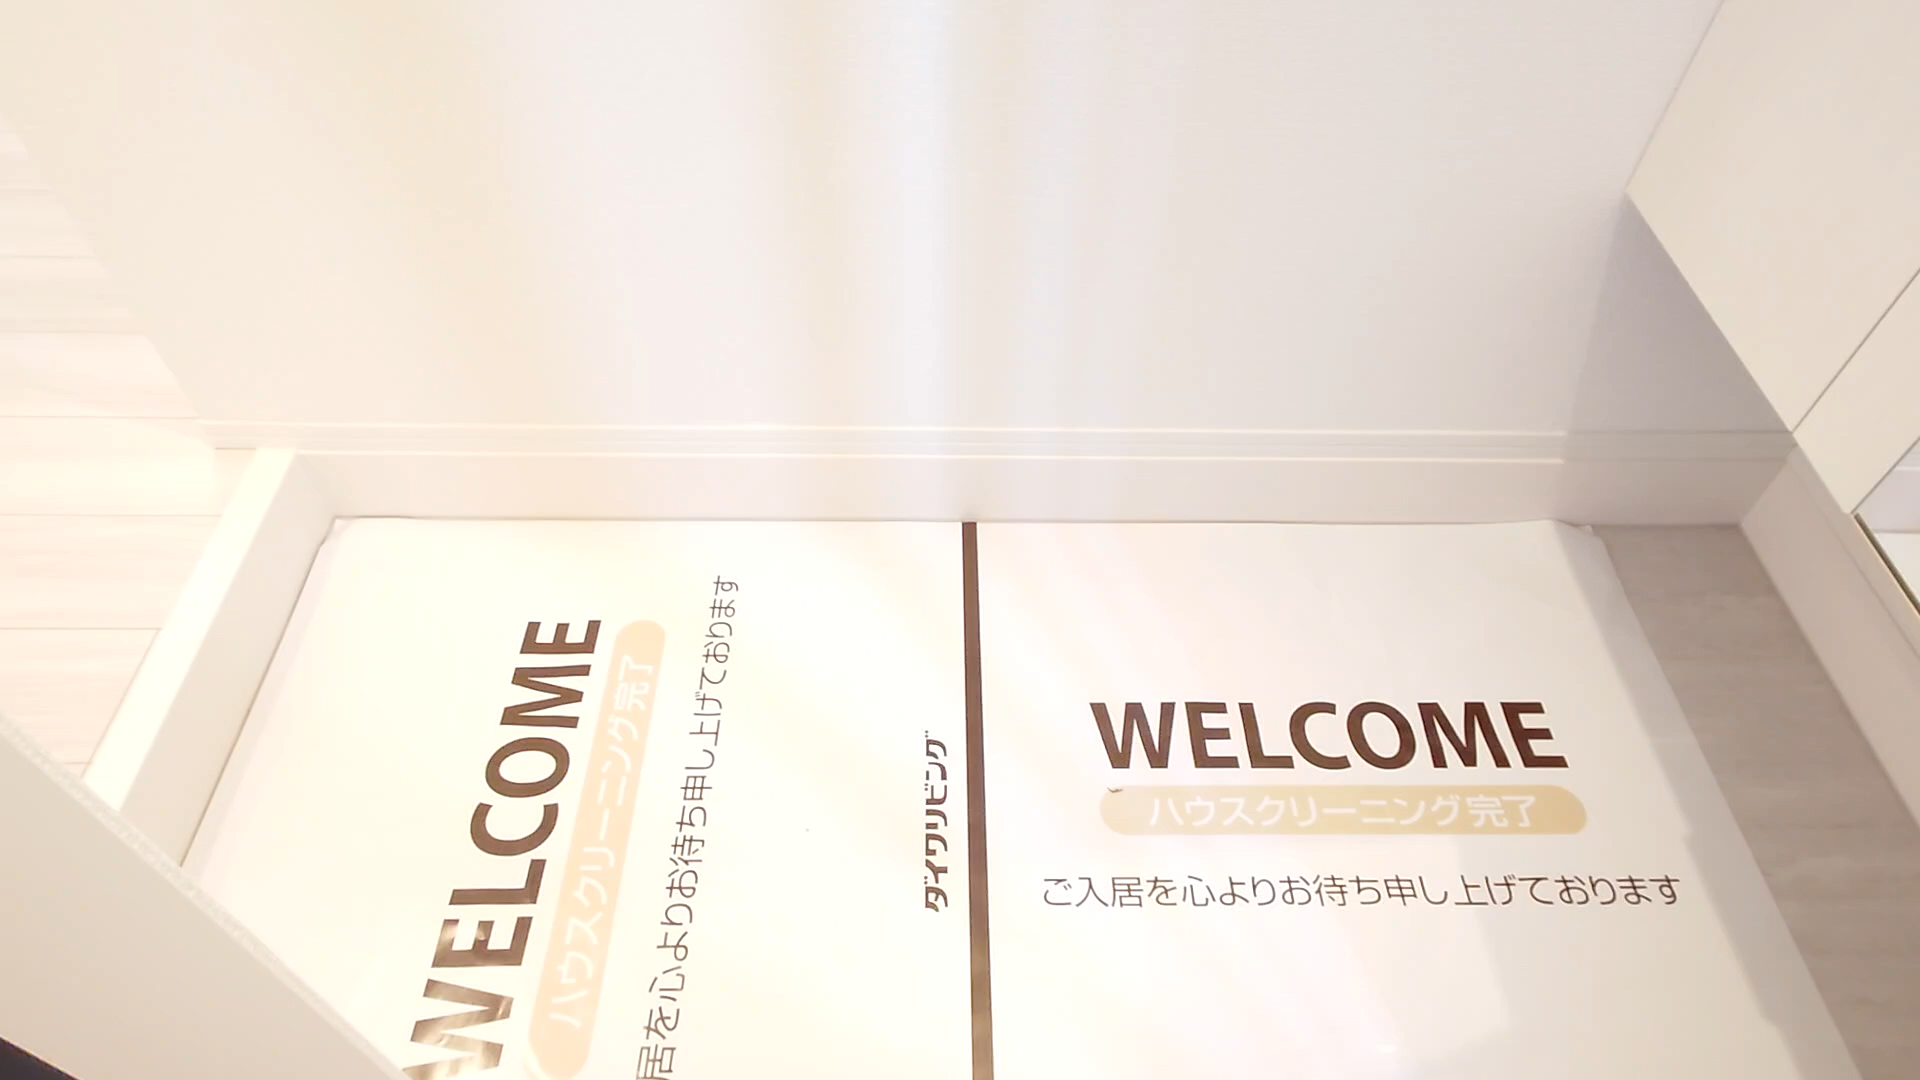 WELCOME
ハウスクリーニング完了
居を心よりお待ち申し上げております
ダイワリビング
WELCOME
ハウスクリーニング完了
ご入居を心よりお待ち申し上げております